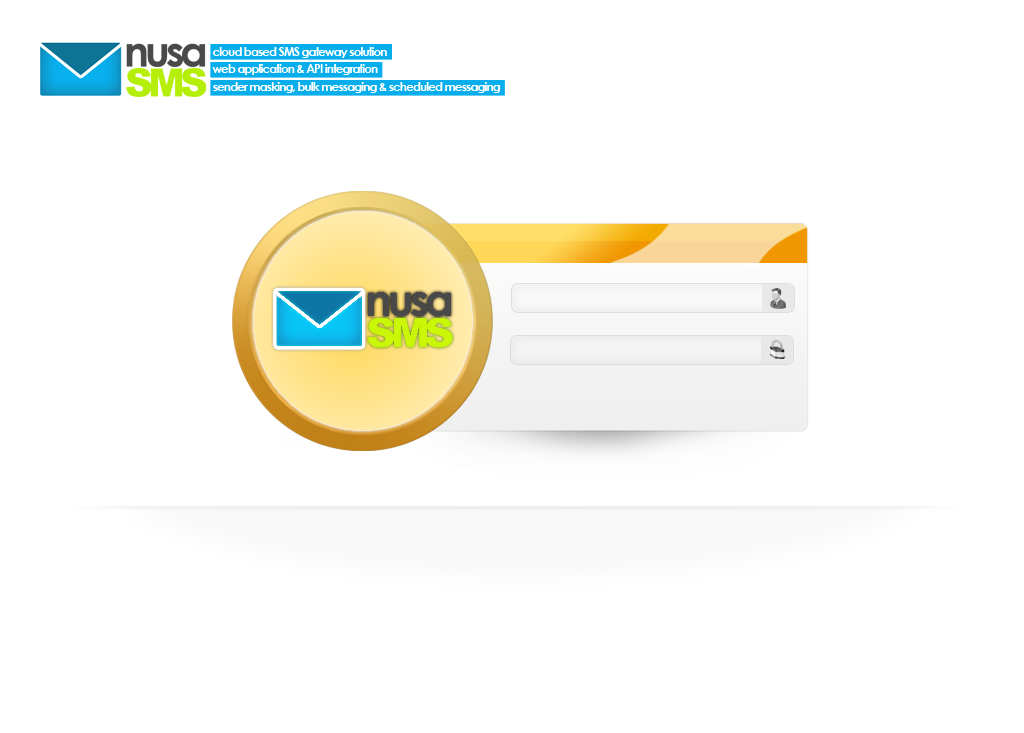 nusa
SMS
cloud based SMS gateway solution
web application & API integration
sender masking, bulk messaging & scheduled messaging
nusa
SMS